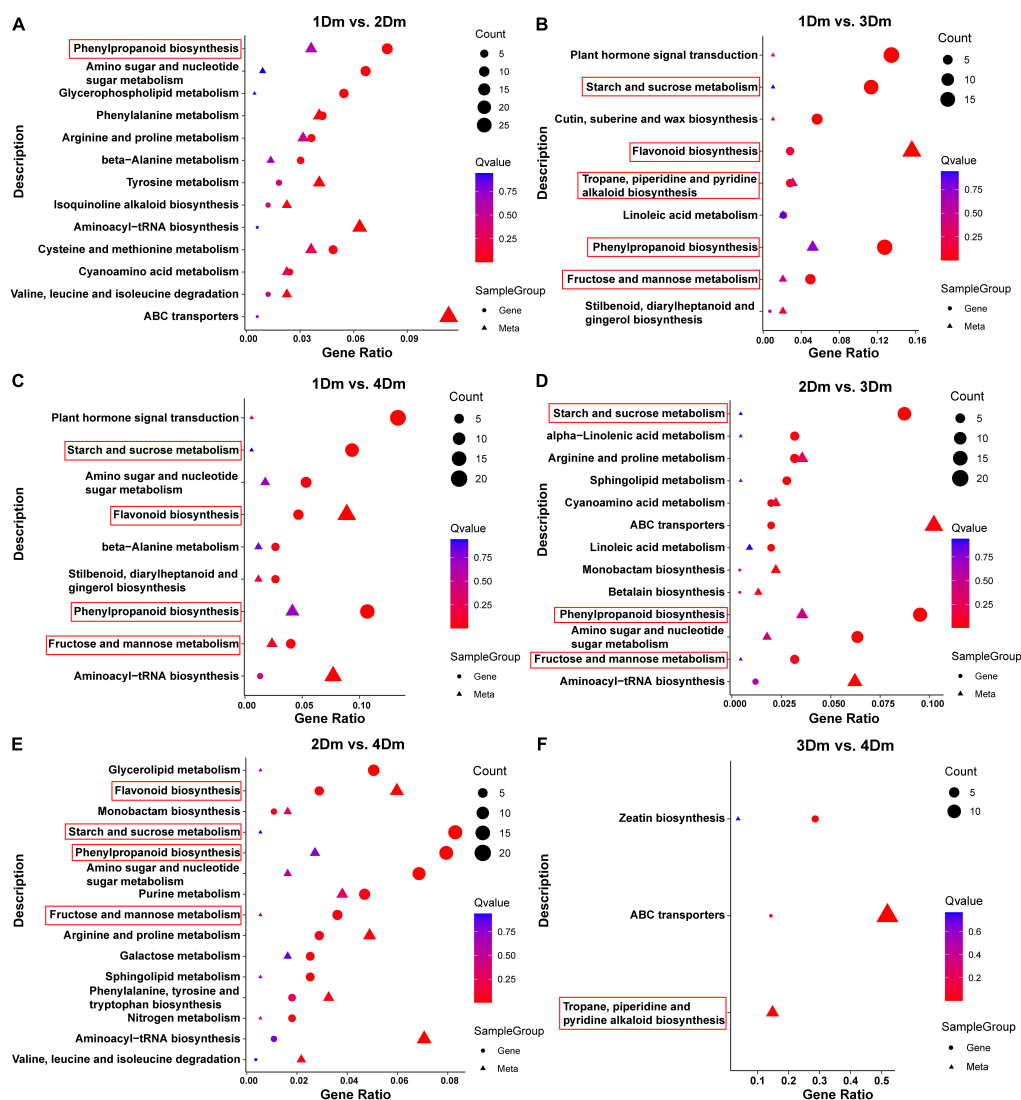 A
1Dm vs. 2Dm
Description
Phenylpropanoid biosynthesis
Amino sugar and nucleotide
sugar metabolism
Glycerophospholipid metabolism
Phenylalanine metabolism
Arginine and proline metabolism
beta−Alanine metabolism
Tyrosine metabolism
Isoquinoline alkaloid biosynthesis
Aminoacyl−tRNA biosynthesis
Cysteine and methionine metabolism
Cyanoamino acid metabolism
Valine, leucine and isoleucine degradation
ABC transporters
0.00 0.03 0.06 0.09
Gene Ratio
Count
5
10
15
20
25
Qvalue
0.75
0.50
0.25
SampleGroup
Gene
Meta
B
1Dm vs. 3Dm
Description
Plant hormone signal transduction
Starch and sucrose metabolism
Cutin, suberine and wax biosynthesis
Flavonoid biosynthesis
Tropane, piperidine and pyridine
alkaloid biosynthesis
Linoleic acid metabolism
Phenylpropanoid biosynthesis
Fructose and mannose metabolism
Stilbenoid, diarylheptanoid and
gingerol biosynthesis
0.00 0.04 0.08 0.12 0.16
Gene Ratio
Count
5
10
15
Qvalue
0.75
0.50
0.25
SampleGroup
Gene
Meta
C
1Dm vs. 4Dm
Description
Plant hormone signal transduction
Starch and sucrose metabolism
Amino sugar and nucleotide
sugar metabolism
Flavonoid biosynthesis
beta−Alanine metabolism
Stilbenoid, diarylheptanoid and
gingerol biosynthesis
Phenylpropanoid biosynthesis
Fructose and mannose metabolism
Aminoacyl−tRNA biosynthesis
0.00 0.05 0.10
Gene Ratio
Count
5
10
15
20
Qvalue
0.75
0.50
0.25
SampleGroup
Gene
Meta
D
2Dm vs. 3Dm
Description
Starch and sucrose metabolism
alpha−Linolenic acid metabolism
Arginine and proline metabolism
Sphingolipid metabolism
Cyanoamino acid metabolism
ABC transporters
Linoleic acid metabolism
Monobactam biosynthesis
Betalain biosynthesis
Phenylpropanoid biosynthesis
Amino sugar and nucleotide
sugar metabolism
Fructose and mannose metabolism
Aminoacyl−tRNA biosynthesis
0.000 0.025 0.050 0.075 0.100
Gene Ratio
Count
5
10
15
20
Qvalue
0.75
0.50
0.25
SampleGroup
Gene
Meta
E
2Dm vs. 4Dm
Description
Glycerolipid metabolism
Flavonoid biosynthesis
Monobactam biosynthesis
Starch and sucrose metabolism
Phenylpropanoid biosynthesis
Amino sugar and nucleotide
sugar metabolism
Purine metabolism
Fructose and mannose metabolism
Arginine and proline metabolism
Galactose metabolism
Sphingolipid metabolism
Phenylalanine, tyrosine and
tryptophan biosynthesis
Nitrogen metabolism
Aminoacyl−tRNA biosynthesis
Valine, leucine and isoleucine degradation
0.00 0.02 0.04 0.06 0.08
Gene Ratio
Count
5
10
15
20
Qvalue
0.75
0.50
0.25
SampleGroup
Gene
Meta
F
3Dm vs. 4Dm
Description
Zeatin biosynthesis
ABC transporters
Tropane, piperidine and
pyridine alkaloid biosynthesis
0.1 0.2 0.3 0.4 0.5
Gene Ratio
Count
5
10
Qvalue
0.6
0.4
0.2
SampleGroup
Gene
Meta